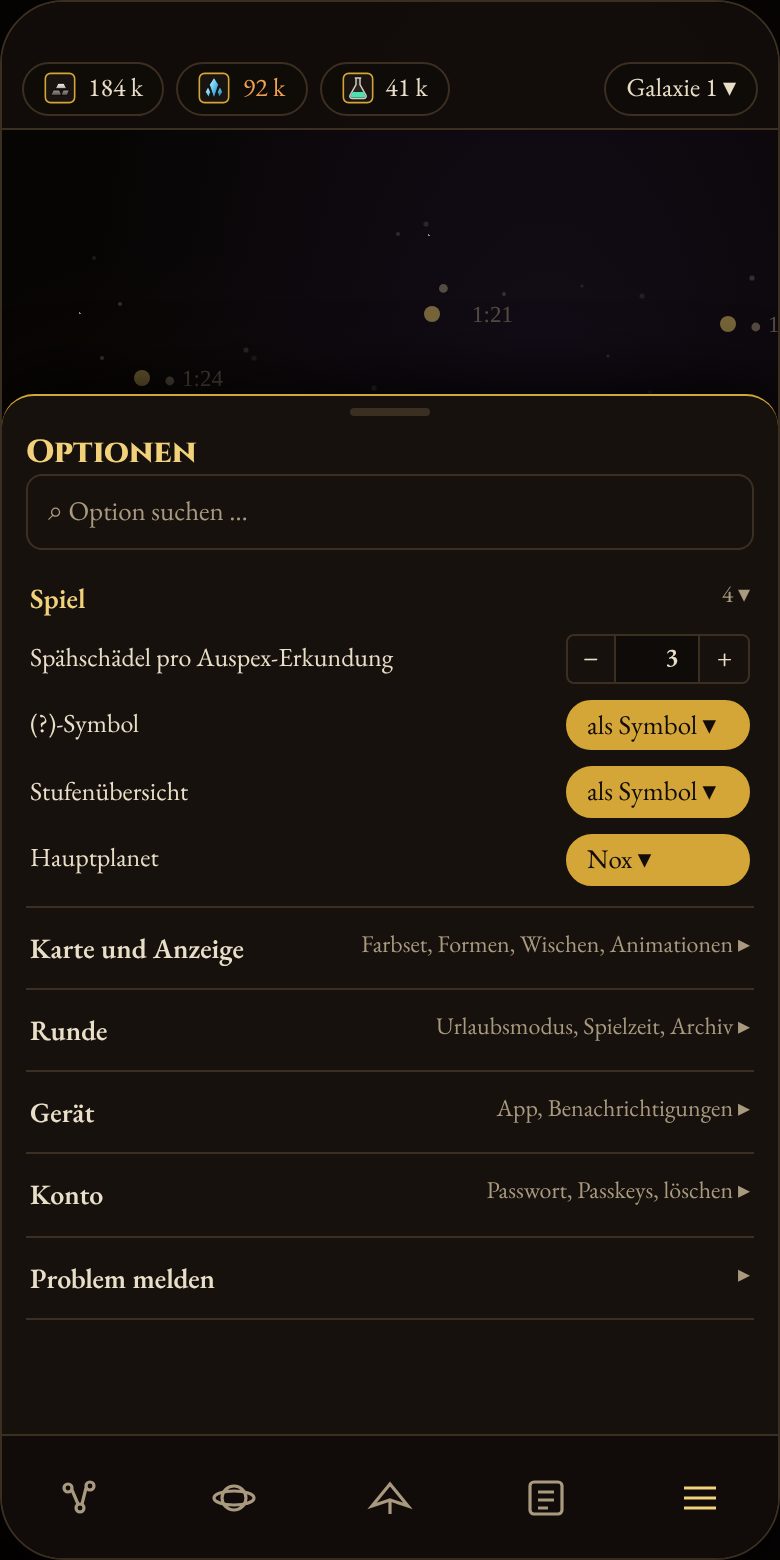 184 k 92 k 41 k Galaxie 1 ▼
1:21
1
1:24
Optionen
⌕ Option suchen ...
Spiel 4 ▼
Spähschädel pro Auspex-Erkundung − 3 +
(?)-Symbol als Symbol ▼
Stufenübersicht als Symbol ▼
Hauptplanet Nox ▼
Karte und Anzeige Farbset, Formen, Wischen, Animationen ▶
Runde Urlaubsmodus, Spielzeit, Archiv ▶
Gerät App, Benachrichtigungen ▶
Konto Passwort, Passkeys, löschen ▶
Problem melden ▶